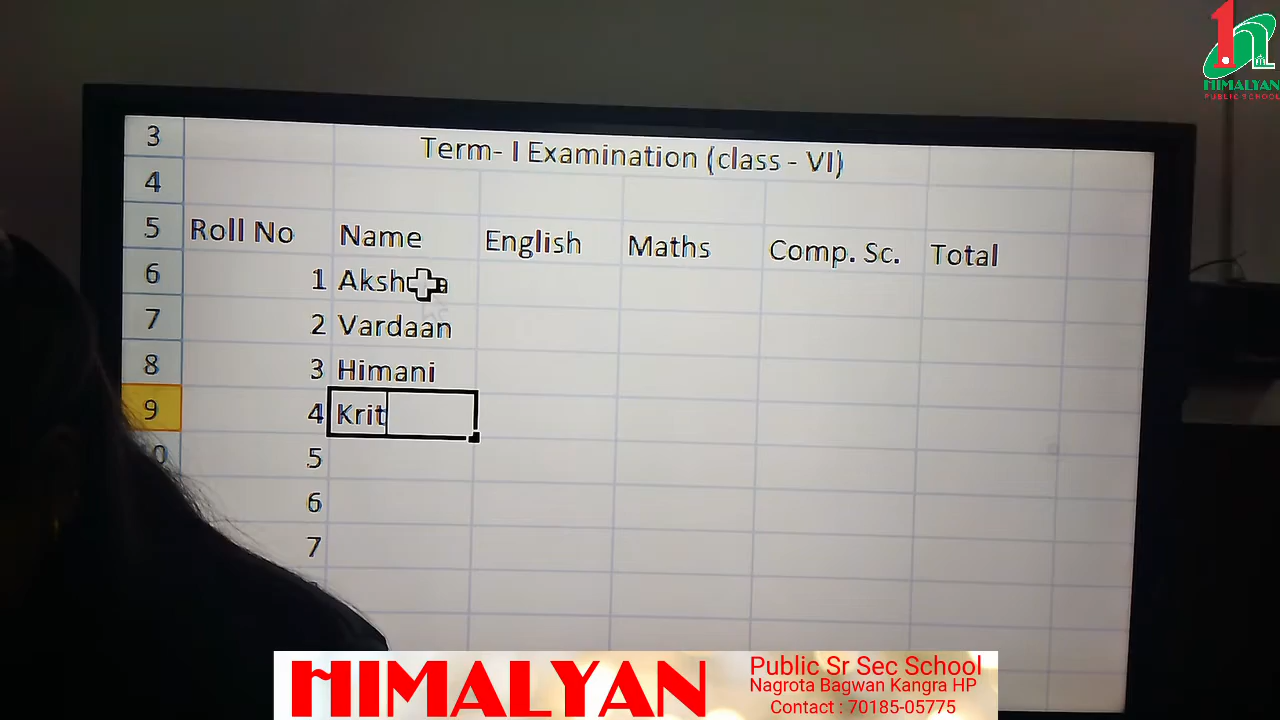 HIMALYAN
PUBLIC SCHOOL
3 Term- I Examination (class - VI)
4
5 Roll No Name English Maths Comp. Sc. Total
6 1
7 2 Vardaan
8 3 Himani
9 4 Krit
5
6
7
HIMALYAN
Public Sr Sec School
Nagrota Bagwan Kangra HP
Contact : 70185-05775